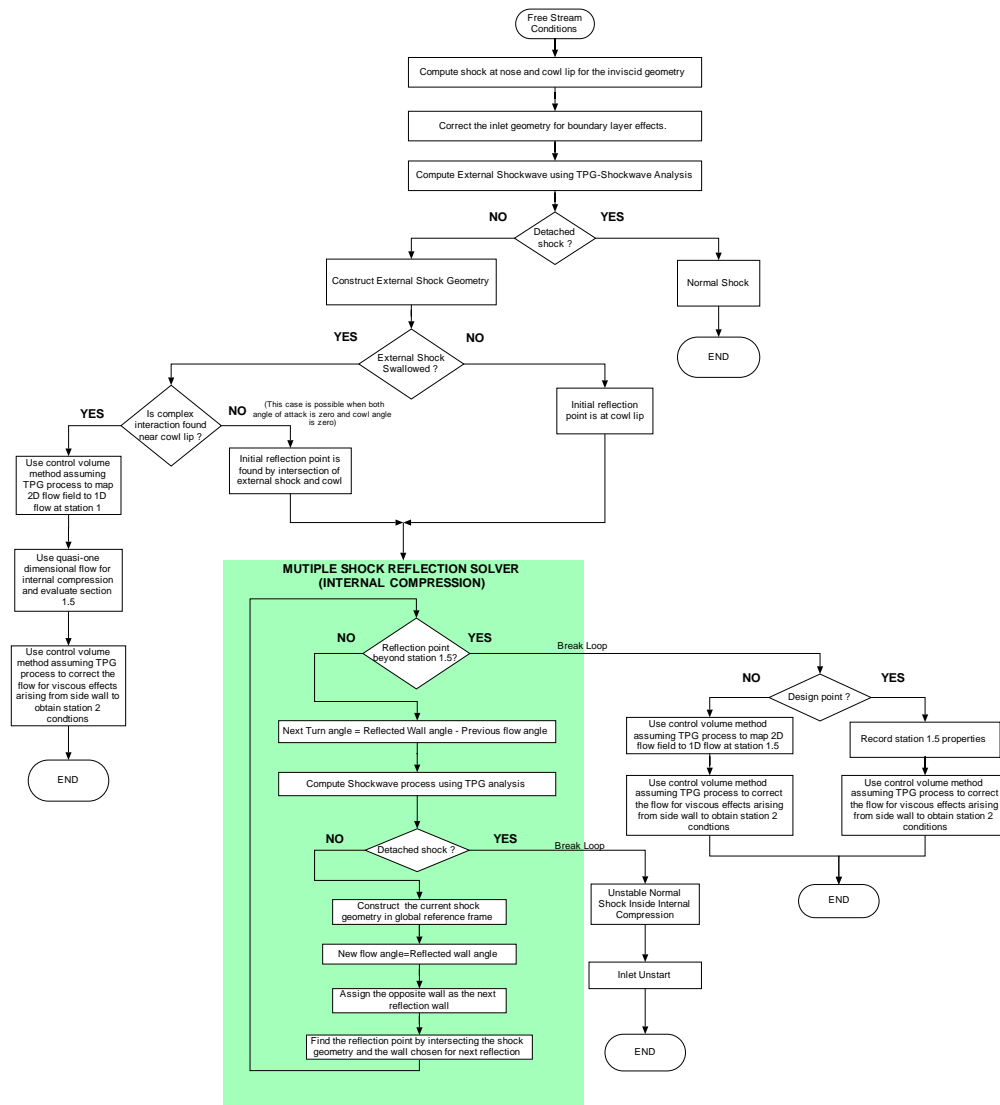 Free Stream
Conditions
Compute shock at nose and cowl lip for the inviscid geometry
Correct the inlet geometry for boundary layer effects.
Compute External Shockwave using TPG-Shockwave Analysis
NO
YES
Detached
shock ?
Construct External Shock Geometry
Normal Shock
END
YES
NO
External Shock
Swallowed ?
YES
NO
(This case is possible when both
angle of attack is zero and cowl angle
is zero)
Is complex
interaction found
near cowl lip ?
Initial reflection
point is at cowl lip
Use control volume
method assuming
TPG process to map
2D flow field to 1D
flow at station 1
Initial reflection point is
found by intersection of
external shock and cowl
Use quasi-one
dimensional flow for
internal compression
and evaluate section
1.5
Use control volume
method assuming TPG
process to correct the
flow for viscous effects
arising from side wall to
obtain station 2
condtions
END
MUTIPLE SHOCK REFLECTION SOLVER
(INTERNAL COMPRESSION)
NO
YES
Reflection point
beyond station 1.5?
Break Loop
Next Turn angle = Reflected Wall angle - Previous flow angle
Compute Shockwave process using TPG analysis
NO
YES
Detached shock ?
Break Loop
Construct the current shock
geometry in global reference frame
New flow angle=Reflected wall angle
Assign the opposite wall as the next
reflection wall
Find the reflection point by intersecting the shock
geometry and the wall chosen for next reflection
Unstable Normal
Shock Inside Internal
Compression
Inlet Unstart
END
NO
YES
Design point ?
Use control volume method
assuming TPG process to map 2D
flow field to 1D flow at station 1.5
Record station 1.5 properties
Use control volume method
assuming TPG process to corerct
the flow for viscous effects arising
from side wall to obtain station 2
condtions
Use control volume method
assuming TPG process to correct
the flow for viscous effects arising
from side wall to obtain station 2
condtions
END